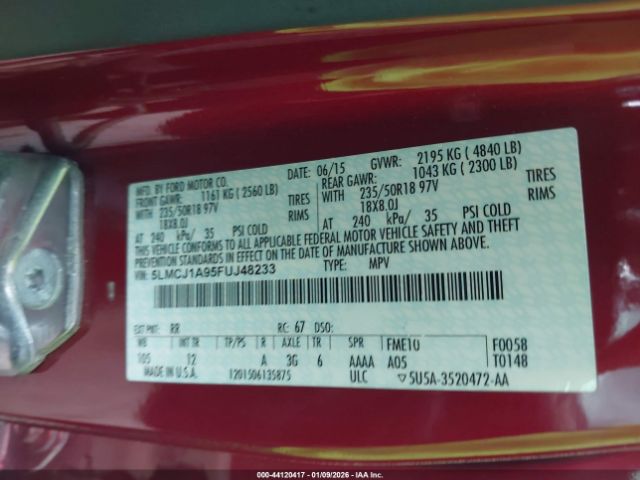 MFD. BY FORD MOTOR CO. DATE: 06/15 GVWR: 2195 KG ( 4840 LB)
FRONT GAWR: 1161 KG ( 2560 LB) REAR GAWR: 1043 KG ( 2300 LB)
WITH 235/50R18 97V TIRES WITH 235/50R18 97V TIRES
18X8.0J RIMS 18X8.0J RIMS
AT 240 kPa/ 35 PSI COLD AT 240 kPa/ 35 PSI COLD
THIS VEHICLE CONFORMS TO ALL APPLICABLE FEDERAL MOTOR VEHICLE SAFETY AND THEFT
PREVENTION STANDARDS IN EFFECT ON THE DATE OF MANUFACTURE SHOWN ABOVE.
VIN: 5LMCJ1A95FUJ48233 TYPE: MPV
EXT PNT: RR RC: 67 DSO: FME10 F0058
WB INT TR TP/PS R AXLE TR SPR A05 T0148
105 12 A 3G 6 AAAA
MADE IN U.S.A. 1201506135875 ULC ▽5U5A-3520472-AA
000-44120417 | 01/09/2026 | IAA Inc.